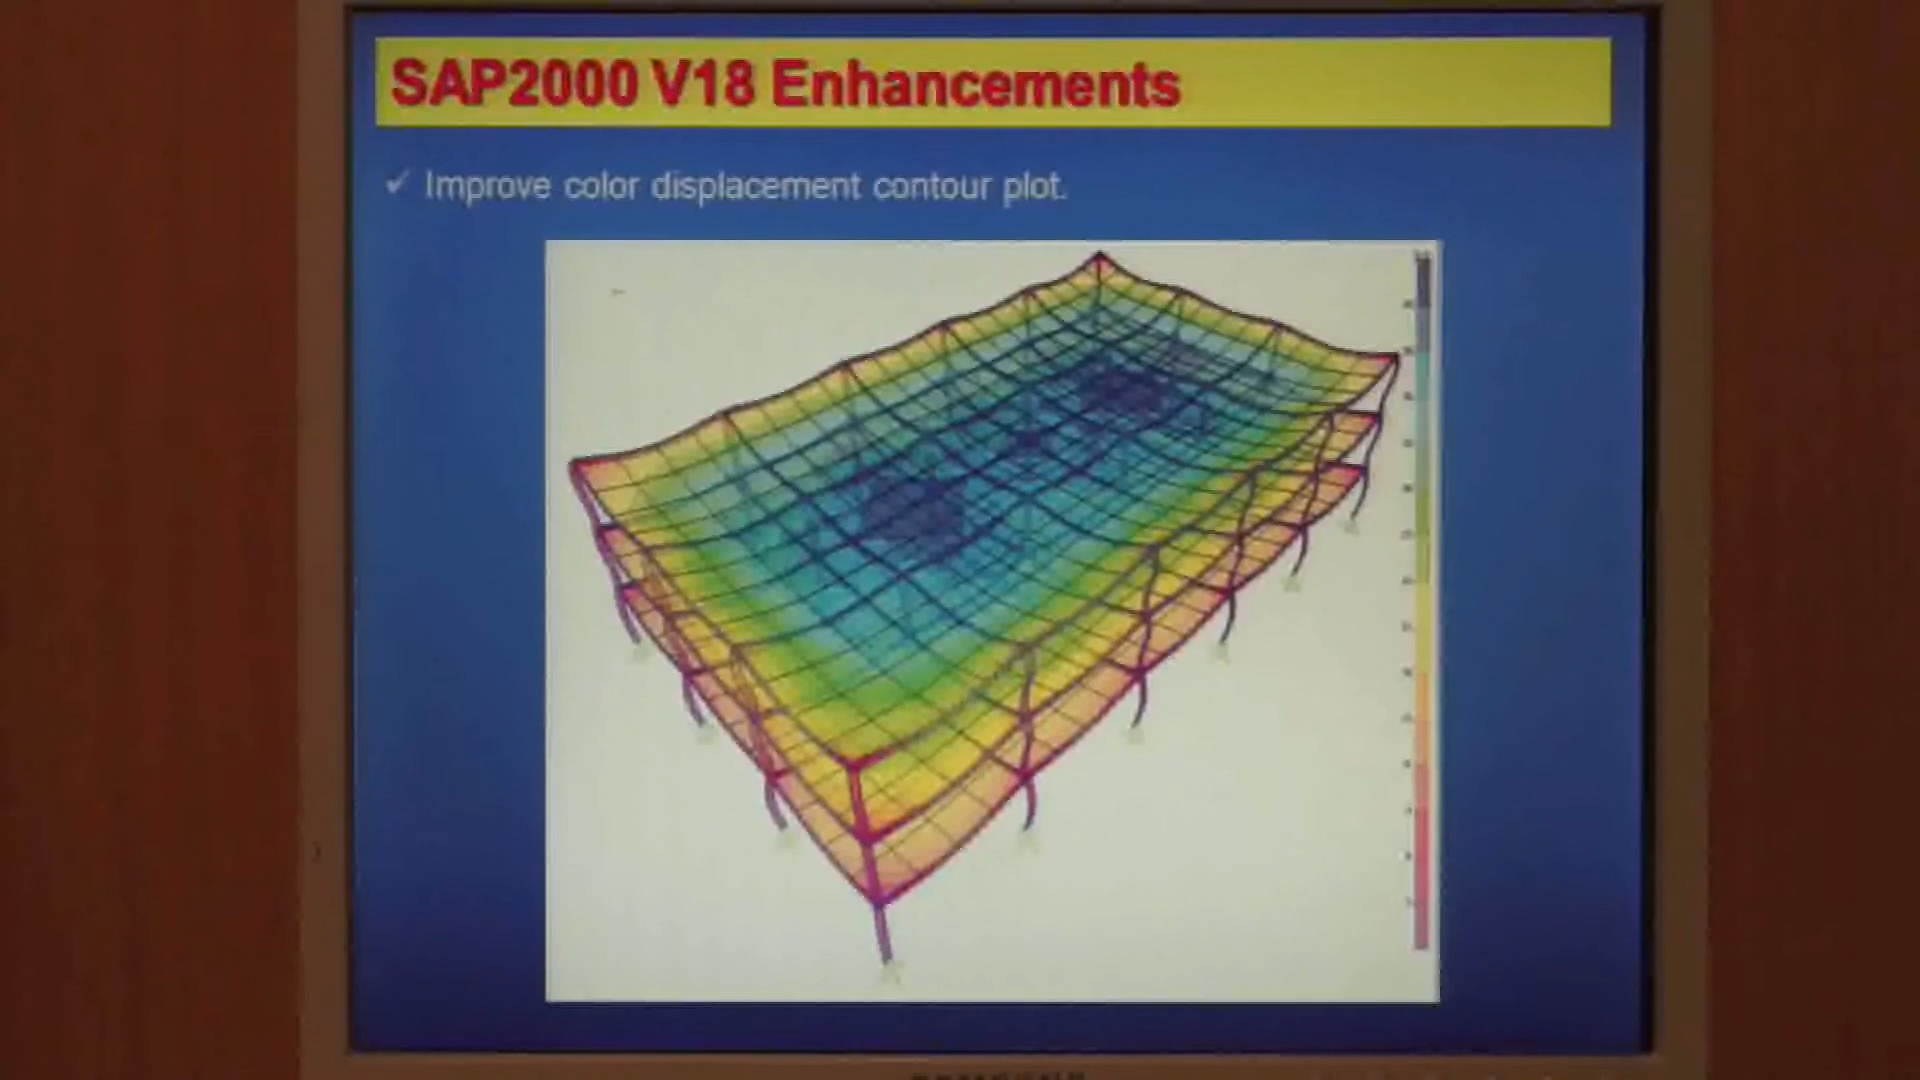 SAP2000 V18 Enhancements
✓ Improve color displacement contour plot.